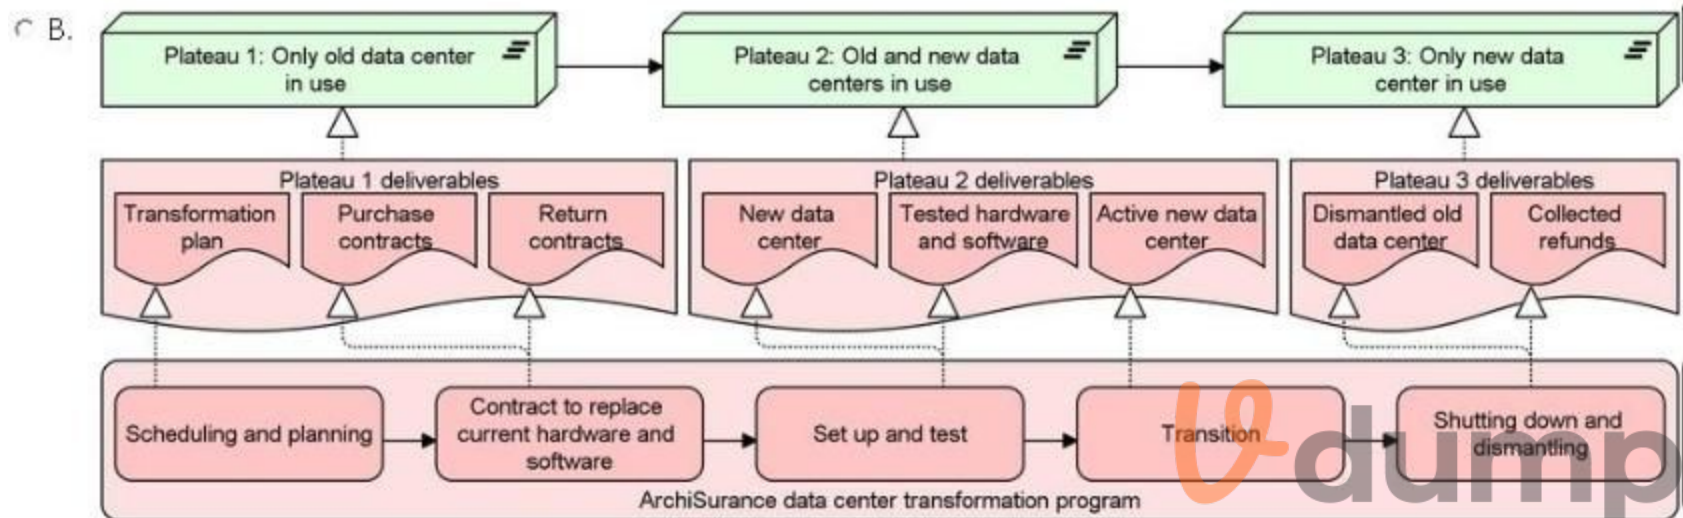 B.
Plateau 1: Only old data center
in use
Plateau 2: Old and new data
centers in use
Plateau 3: Only new data
center in use
Plateau 1 deliverables
Transformation
plan
Purchase
contracts
Return
contracts
Plateau 2 deliverables
New data
center
Tested hardware
and software
Active new data
center
Plateau 3 deliverables
Dismantled old
data center
Collected
refunds
Scheduling and planning
Contract to replace
current hardware and
software
Set up and test
Transition
Shutting down and
dismantling
ArchiSurance data center transformation program
dump